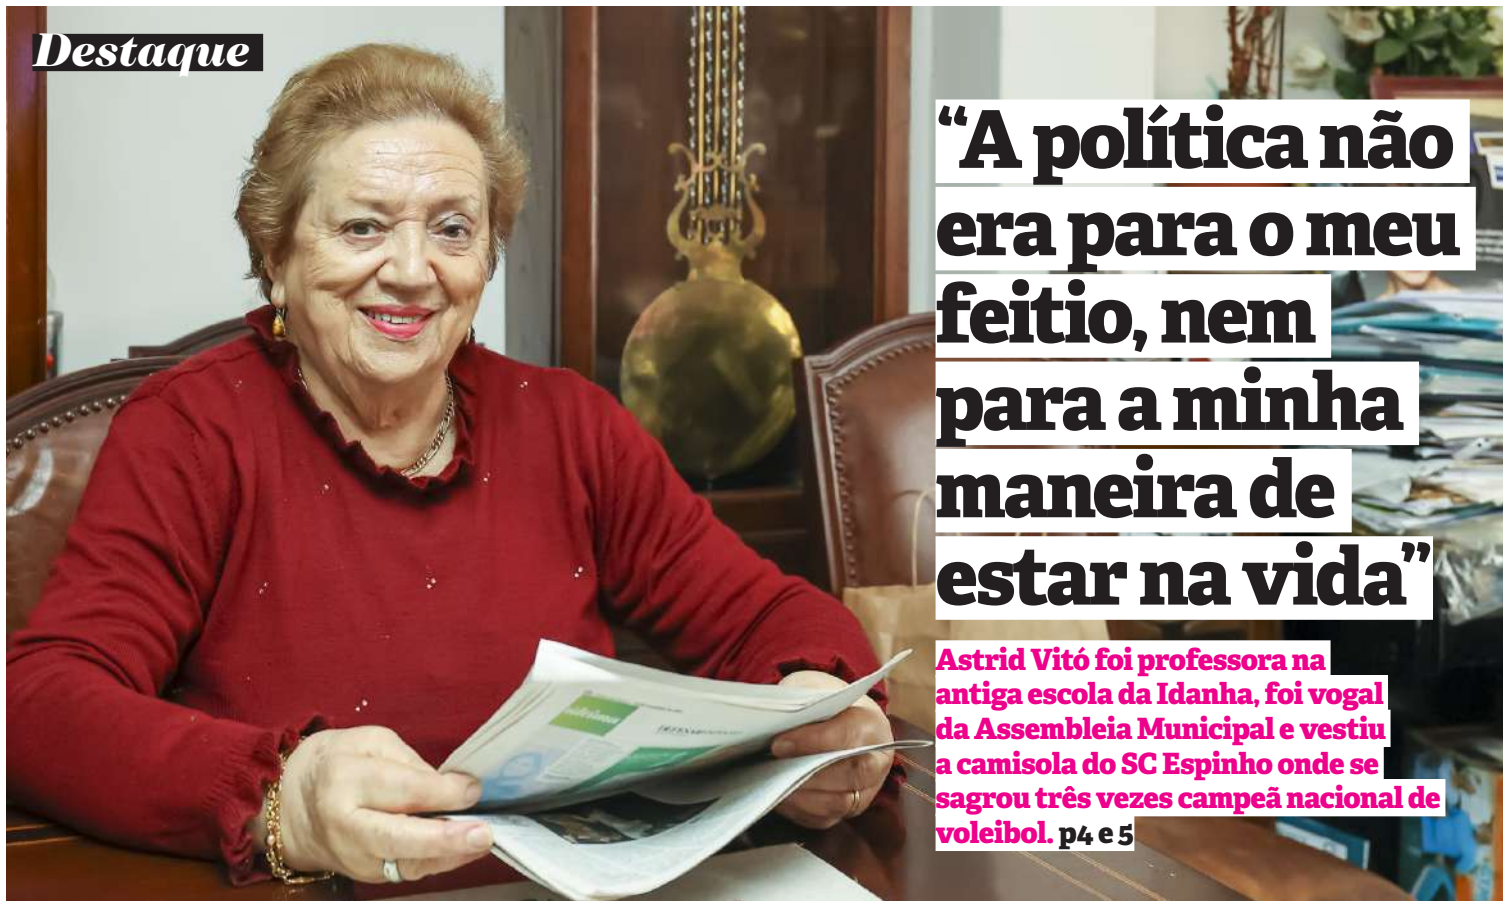 Destaque
“A política não
era para o meu
feitio, nem
para a minha
maneira de
estar na vida”
Astrid Vitó foi professora na
antiga escola da Idanha, foi vogal
da Assembleia Municipal e vestiu
a camisola do SC Espinho onde se
sagrou três vezes campeã nacional de
voleibol. p4 e 5